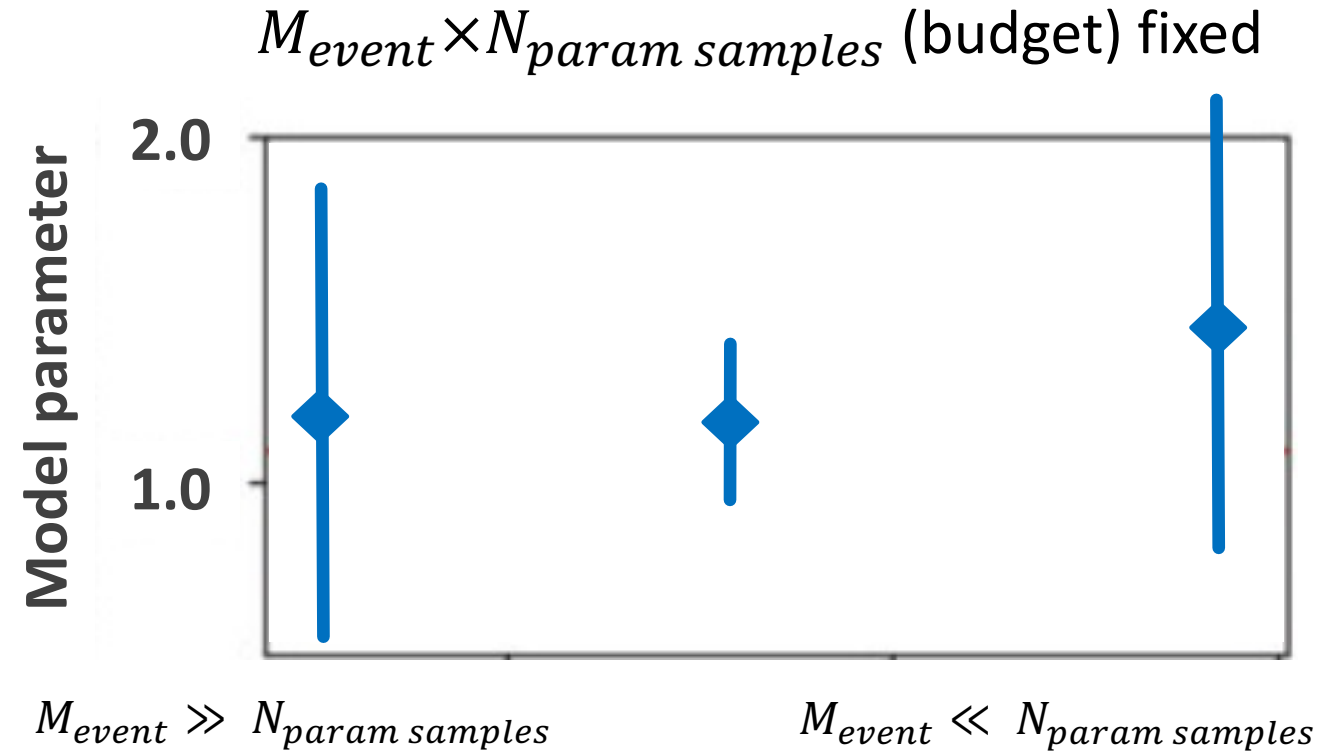 M_event × N_param samples (budget) fixed
2.0
Model parameter
1.0
M_event ≫ N_param samples
M_event ≪ N_param samples